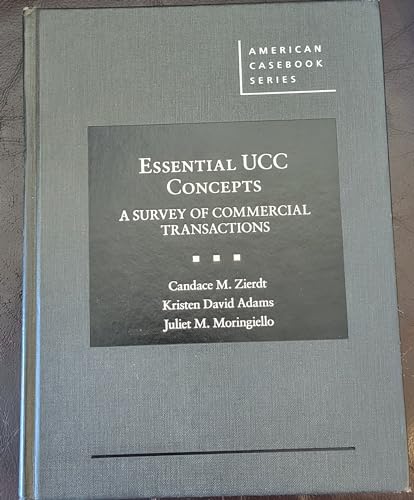 AMERICAN
CASEBOOK
SERIES
ESSENTIAL UCC
CONCEPTS
A SURVEY OF COMMERCIAL
TRANSACTIONS
Candace M. Zierdt
Kristen David Adams
Juliet M. Moringiello